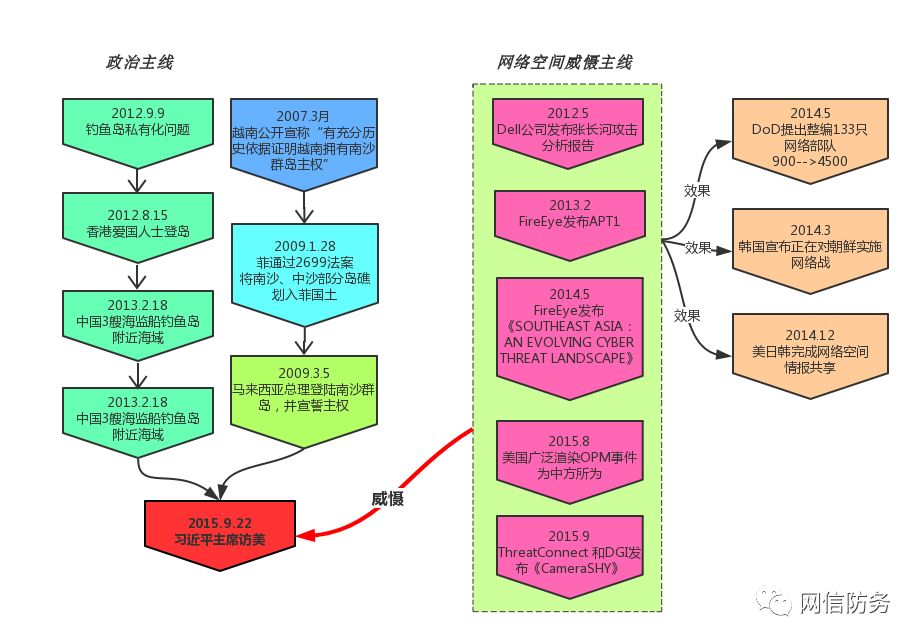 政治主线
2012.9.9
钓鱼岛私有化问题
2012.8.15
香港爱国人士登岛
2013.2.18
中国3艘海监船钓鱼岛
附近海域
2013.2.18
中国3艘海监船钓鱼岛
附近海域
2007.3月
越南公开宣称“有充分历
史依据证明越南拥有南沙
群岛主权”
2009.1.28
菲通过2699法案
将南沙、中沙部分岛礁
划入菲国土
2009.3.5
马来西亚总理登陆南沙群
岛，并宣誓主权
2015.9.22
习近平主席访美
威慑
网络空间威慑主线
2012.5
Dell公司发布张长河攻击
分析报告
2013.2
FireEye发布APT1
2014.5
FireEye发布
《SOUTHEAST ASIA：
AN EVOLVING CYBER
THREAT LANDSCAPE》
2015.8
美国广泛渲染OPM事件
为中方所为
2015.9
ThreatConnect 和DGI发
布《CameraSHY》
效果
效果
效果
2014.5
DoD提出整编133只
网络部队
900-->4500
2014.3
韩国宣布正在对朝鲜实施
网络战
2014.12
美日韩完成网络空间
情报共享
网信防务